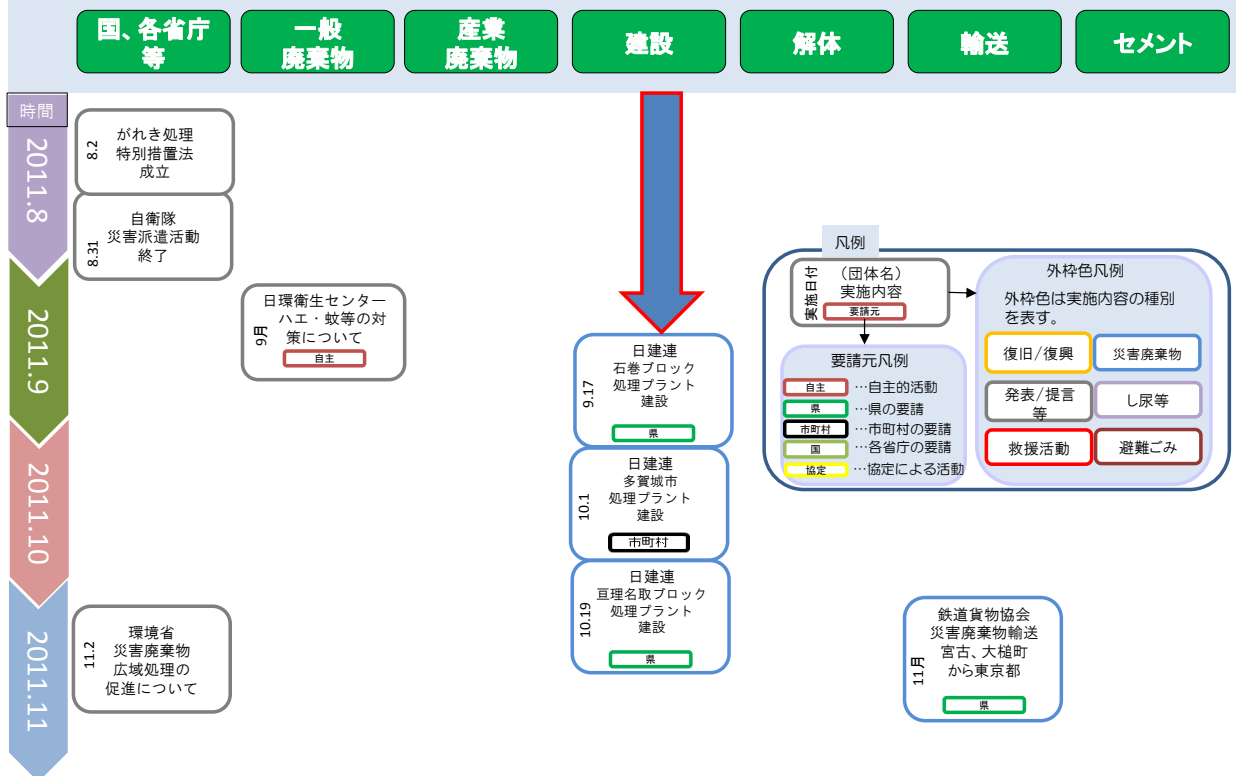 国、各省庁
等
一般
廃棄物
産業
廃棄物
建設
解体
輸送
セメント
時間
2011.8
2011.9
2011.10
2011.11
8.2
がれき処理
特別措置法
成立
8.31
自衛隊
災害派遣活動
終了
11.2
環境省
災害廃棄物
広域処理の
促進について
9月
日環衛生センター
ハエ・蚊等の対
策について
自主
9.17
日建連
石巻ブロック
処理プラント
建設
県
10.1
日建連
多賀城市
処理プラント
建設
市町村
10.19
日建連
亘理名取ブロック
処理プラント
建設
県
11月
鉄道貨物協会
災害廃棄物輸送
宮古、大槌町
から東京都
県
凡例
実施日付
（団体名）
実施内容
要請元
要請元凡例
自主 …自主的活動
県 …県の要請
市町村 …市町村の要請
国 …各省庁の要請
協定 …協定による活動
外枠色凡例
外枠色は実施内容の種別
を表す。
復旧/復興
災害廃棄物
発表/提言
等
し尿等
救援活動
避難ごみ